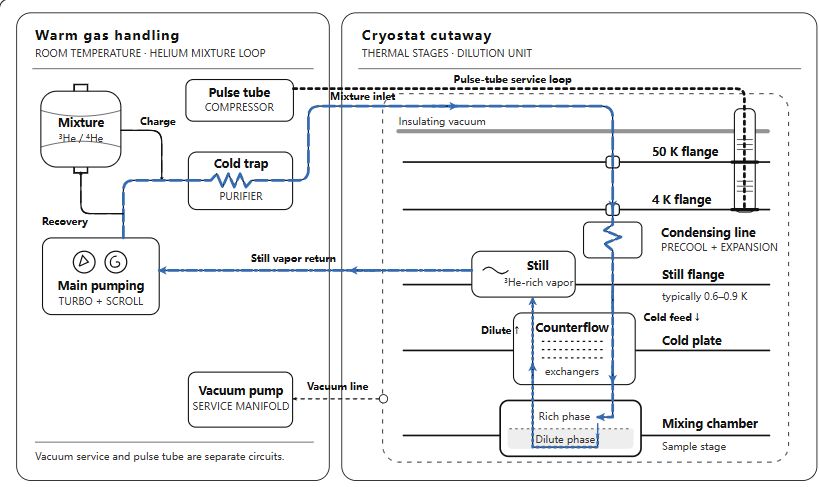 Warm gas handling
ROOM TEMPERATURE · HELIUM MIXTURE LOOP
Mixture
³He / ⁴He
Charge
Pulse tube
COMPRESSOR
Cold trap
PURIFIER
Recovery
Main pumping
TURBO + SCROLL
Vacuum pump
SERVICE MANIFOLD
Vacuum service and pulse tube are separate circuits.
Mixture inlet
Still vapor return
Vacuum line
Cryostat cutaway
THERMAL STAGES · DILUTION UNIT
Pulse-tube service loop
Insulating vacuum
50 K flange
4 K flange
Condensing line
PRECOOL + EXPANSION
Still
³He-rich vapor
Still flange
typically 0.6–0.9 K
Cold feed ↓
Dilute ↑
Counterflow
exchangers
Cold plate
Rich phase
Dilute phase
Mixing chamber
Sample stage